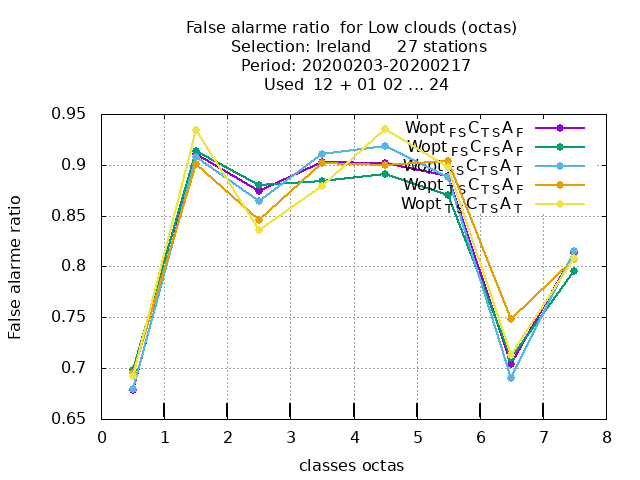 False alarme ratio  for Low clouds (octas)
Selection: Ireland     27 stations
Period: 20200203-20200217
Used  12 + 01 02 ... 24
0.95
0.9
0.85
0.8
0.75
0.7
0.65
False alarme ratio
Wopt FS C TS A F
Wopt FS C FS A F
Wopt FS C TS A T
Wopt TS C TS A F
Wopt TS C TS A T
0 1 2 3 4 5 6 7 8
classes octas